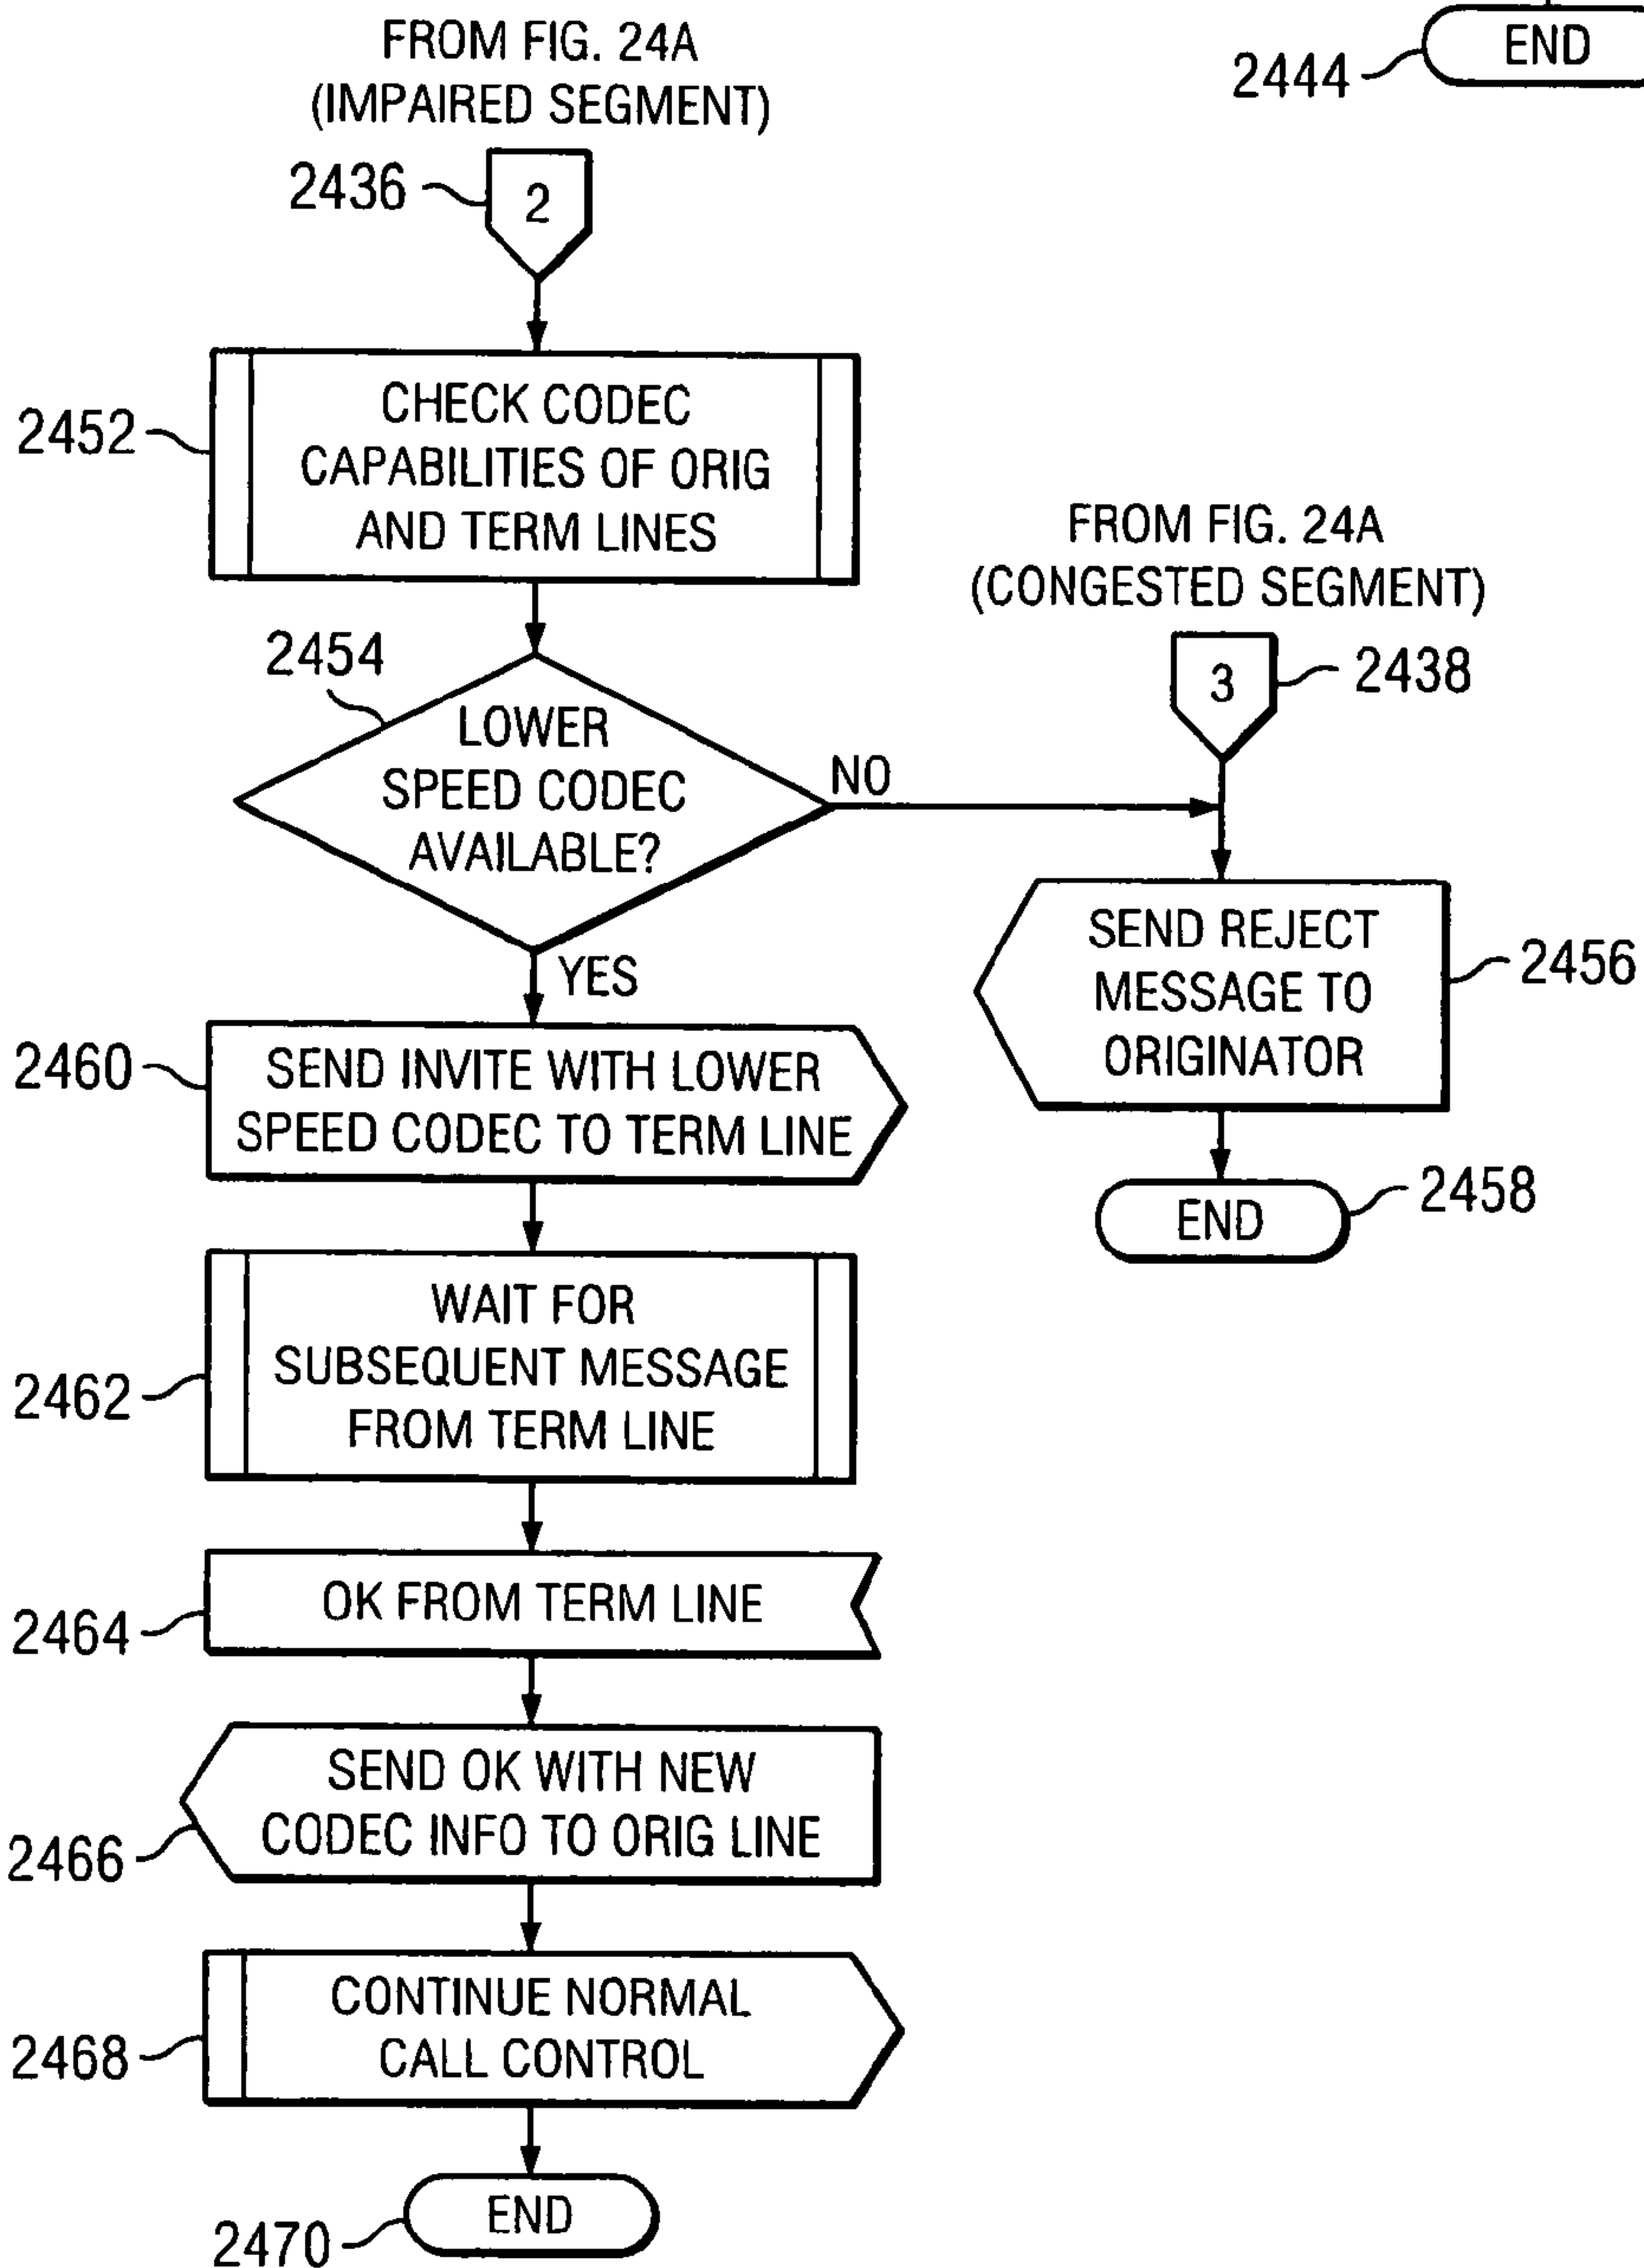 FROM FIG. 24A
(IMPAIRED SEGMENT)
2444
END
2436
2
2452
CHECK CODEC
CAPABILITIES OF ORIG
AND TERM LINES
FROM FIG. 24A
(CONGESTED SEGMENT)
2454
LOWER
SPEED CODEC
AVAILABLE?
NO
3
2438
YES
SEND REJECT
MESSAGE TO
ORIGINATOR
2456
2460
SEND INVITE WITH LOWER
SPEED CODEC TO TERM LINE
END
2458
2462
WAIT FOR
SUBSEQUENT MESSAGE
FROM TERM LINE
2464
OK FROM TERM LINE
2466
SEND OK WITH NEW
CODEC INFO TO ORIG LINE
2468
CONTINUE NORMAL
CALL CONTROL
2470
END